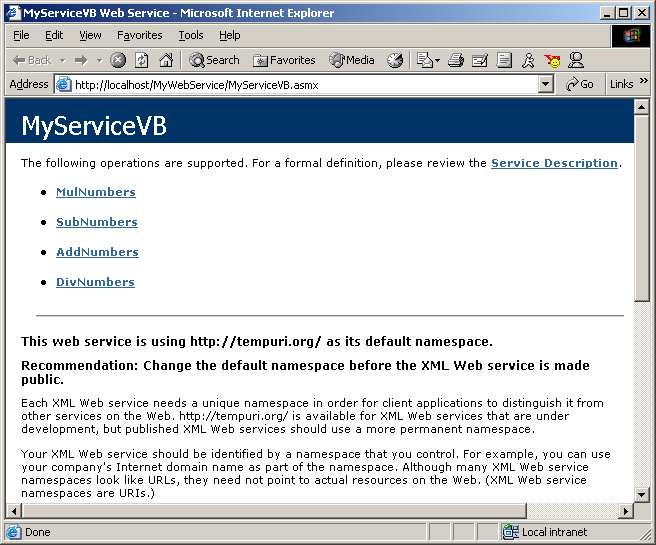 MyServiceVB Web Service - Microsoft Internet Explorer
File Edit View Favorites Tools Help
Back Search Favorites Media
Address http://localhost/MyWebService/MyServiceVB.asmx Go Links »
MyServiceVB
The following operations are supported. For a formal definition, please review the Service Description.
• MulNumbers
• SubNumbers
• AddNumbers
• DivNumbers
This web service is using http://tempuri.org/ as its default namespace.
Recommendation: Change the default namespace before the XML Web service is made
public.
Each XML Web service needs a unique namespace in order for client applications to distinguish it from
other services on the Web. http://tempuri.org/ is available for XML Web services that are under
development, but published XML Web services should use a more permanent namespace.
Your XML Web service should be identified by a namespace that you control. For example, you can use
your company's Internet domain name as part of the namespace. Although many XML Web service
namespaces look like URLs, they need not point to actual resources on the Web. (XML Web service
namespaces are URIs.)
Done Local intranet